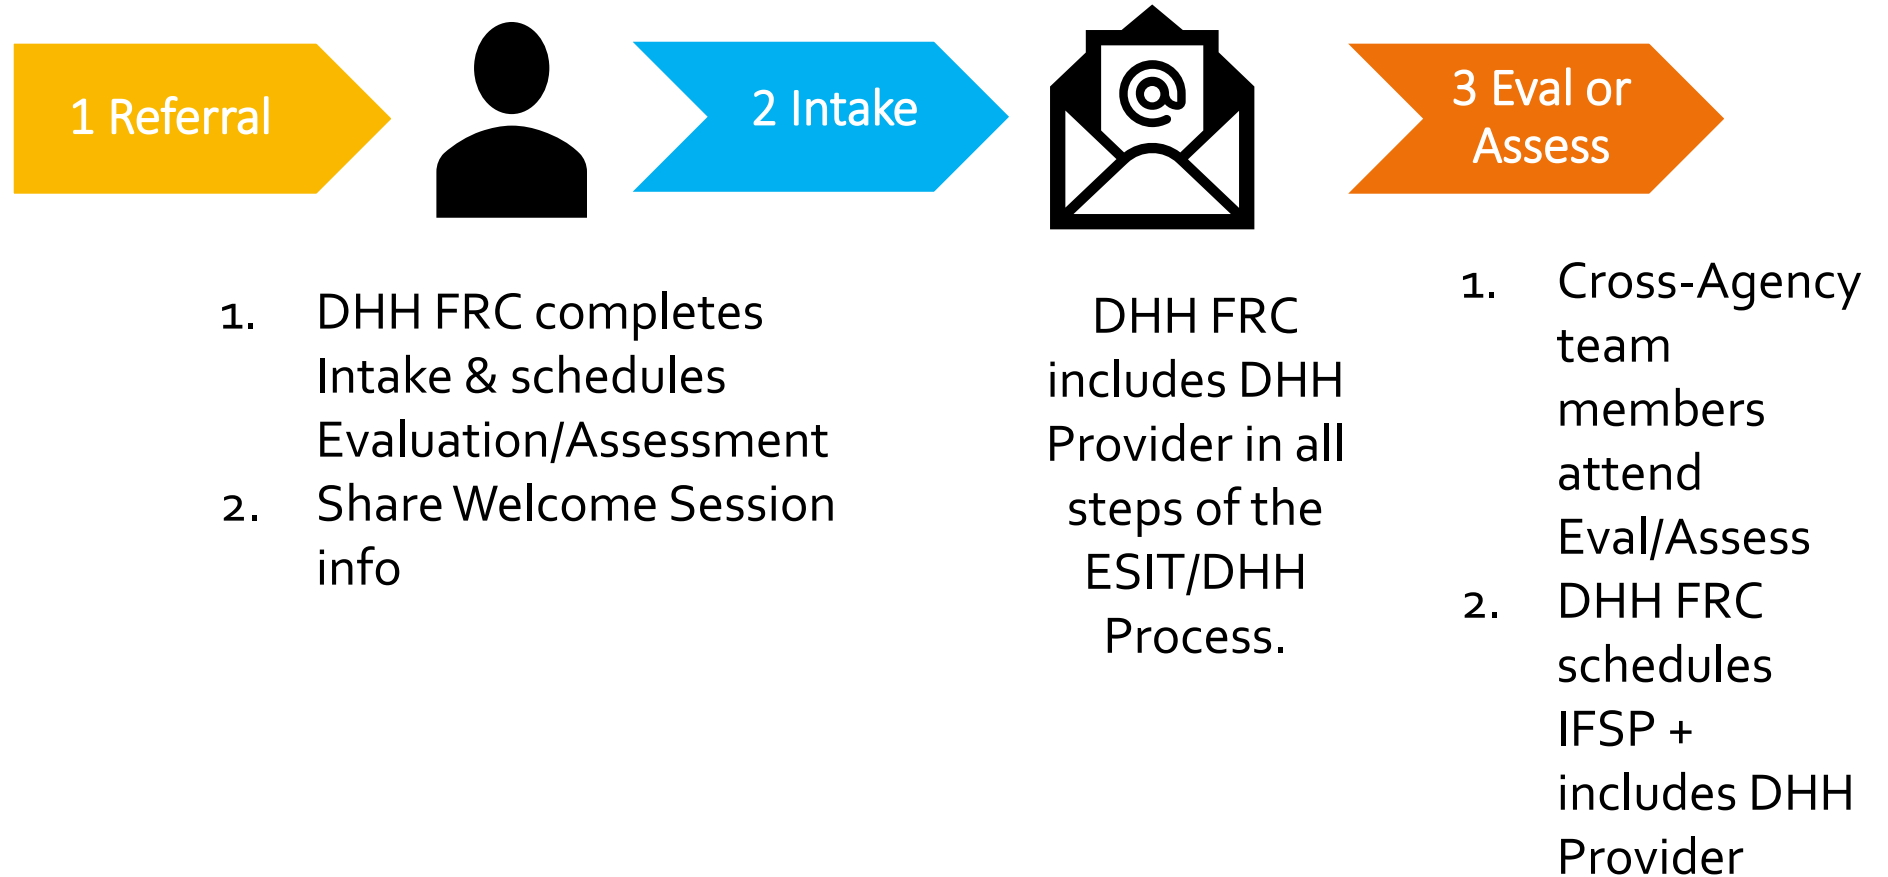 1 Referral
2 Intake
@
3 Eval or
Assess
1. DHH FRC completes
Intake & schedules
Evaluation/Assessment
2. Share Welcome Session
info
DHH FRC
includes DHH
Provider in all
steps of the
ESIT/DHH
Process.
1. Cross-Agency
team
members
attend
Eval/Assess
2. DHH FRC
schedules
IFSP +
includes DHH
Provider